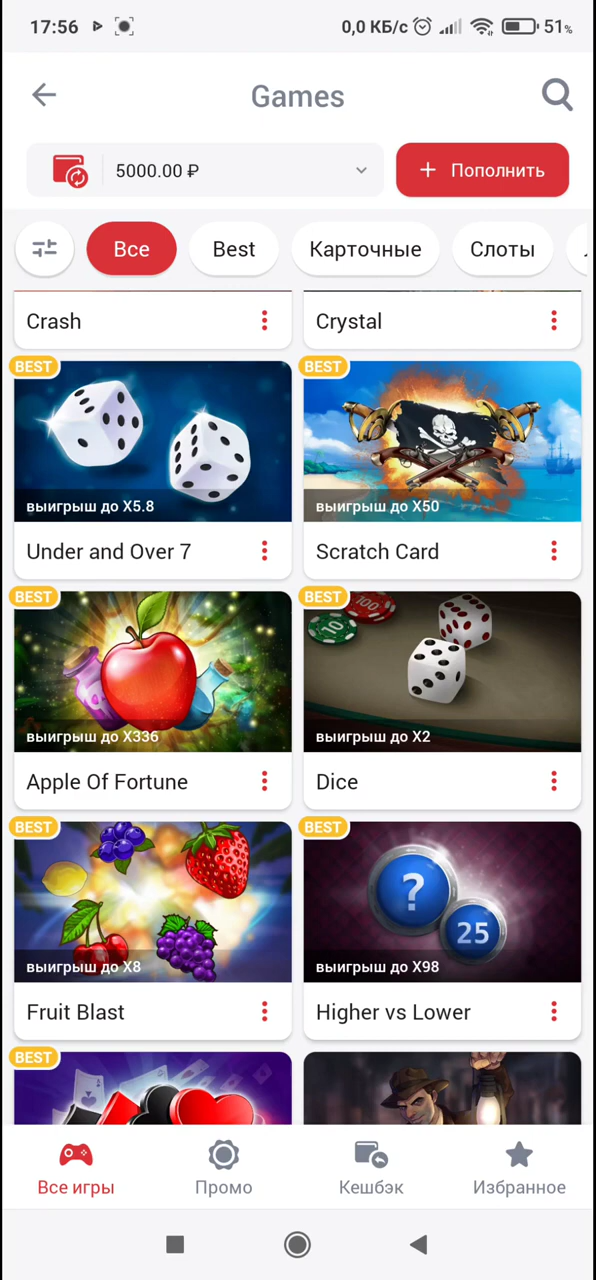 17:56
0,0 КБ/с
51%
Games
5000.00 ₽
+ Пополнить
Все
Best
Карточные
Слоты
Crash
Crystal
BEST
BEST
выигрыш до X5.8
выигрыш до X50
Under and Over 7
Scratch Card
BEST
BEST
10
100
выигрыш до X336
выигрыш до X2
Apple Of Fortune
Dice
BEST
BEST
?
25
выигрыш до X8
выигрыш до X98
Fruit Blast
Higher vs Lower
BEST
Все игры
Промо
Кешбэк
Избранное